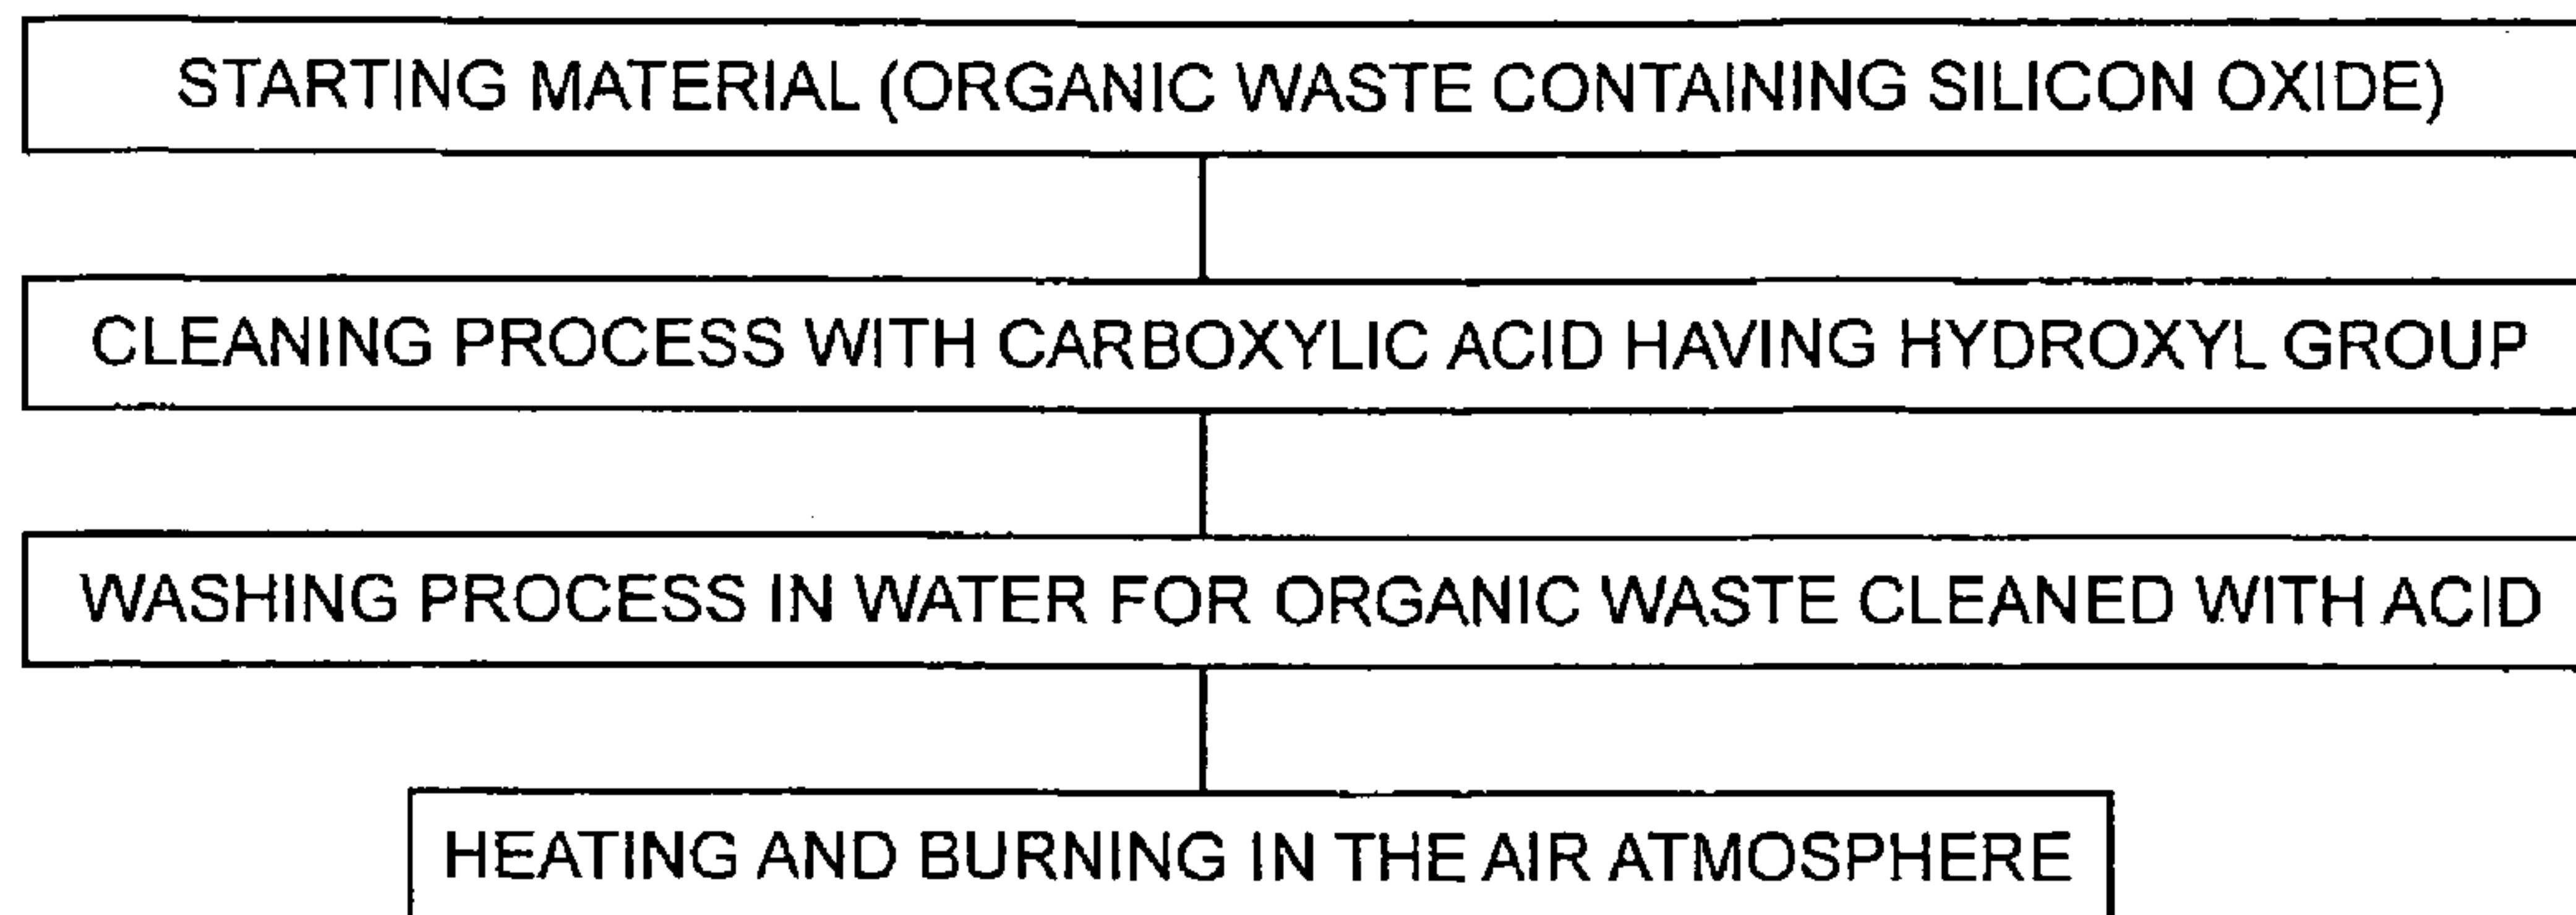 STARTING MATERIAL (ORGANIC WASTE CONTAINING SILICON OXIDE)
CLEANING PROCESS WITH CARBOXYLIC ACID HAVING HYDROXYL GROUP
WASHING PROCESS IN WATER FOR ORGANIC WASTE CLEANED WITH ACID
HEATING AND BURNING IN THE AIR ATMOSPHERE